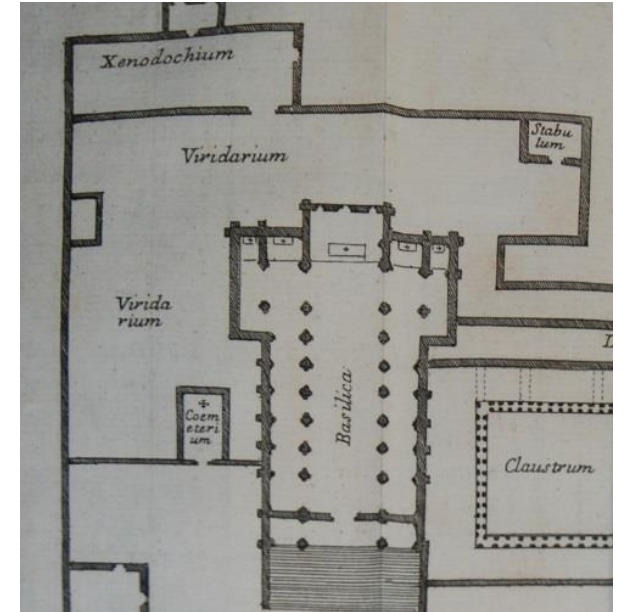 Xenodochium
Stabu
lum
Viridarium
Virida
rium
Coem
eteri
um
Basilica
Claustrum